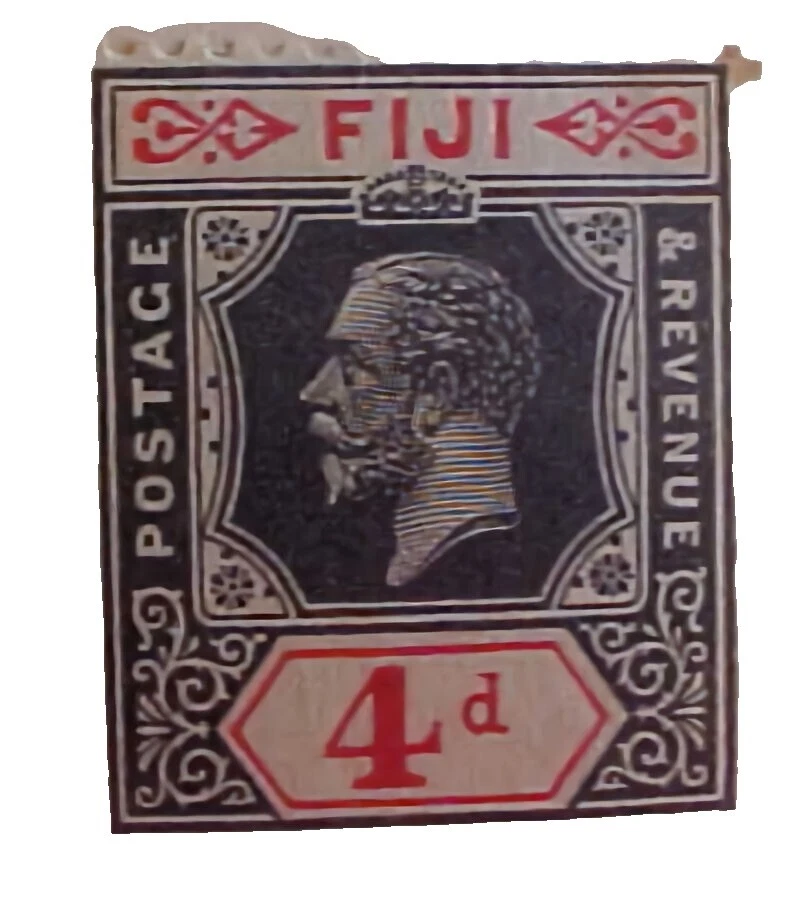 FIJI
POSTAGE
& REVENUE
4d